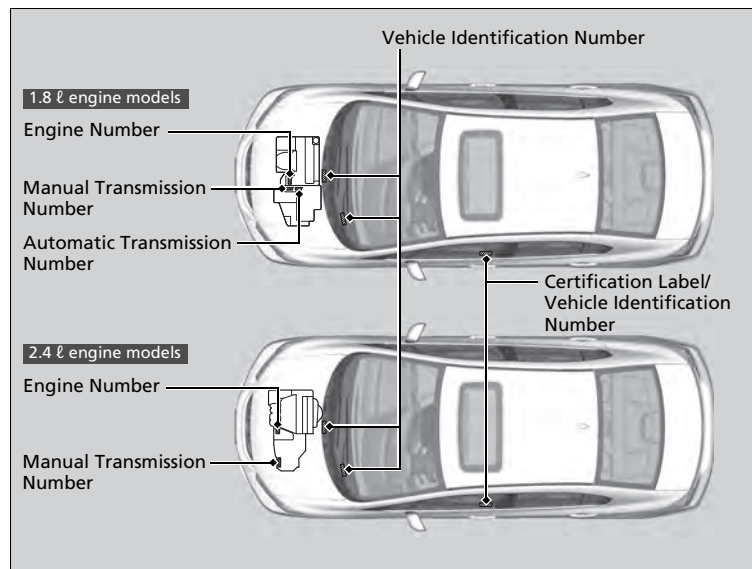 Vehicle Identification Number
1.8 ℓ engine models
Engine Number
Manual Transmission
Number
Automatic Transmission
Number
Certification Label/
Vehicle Identification
Number
2.4 ℓ engine models
Engine Number
Manual Transmission
Number